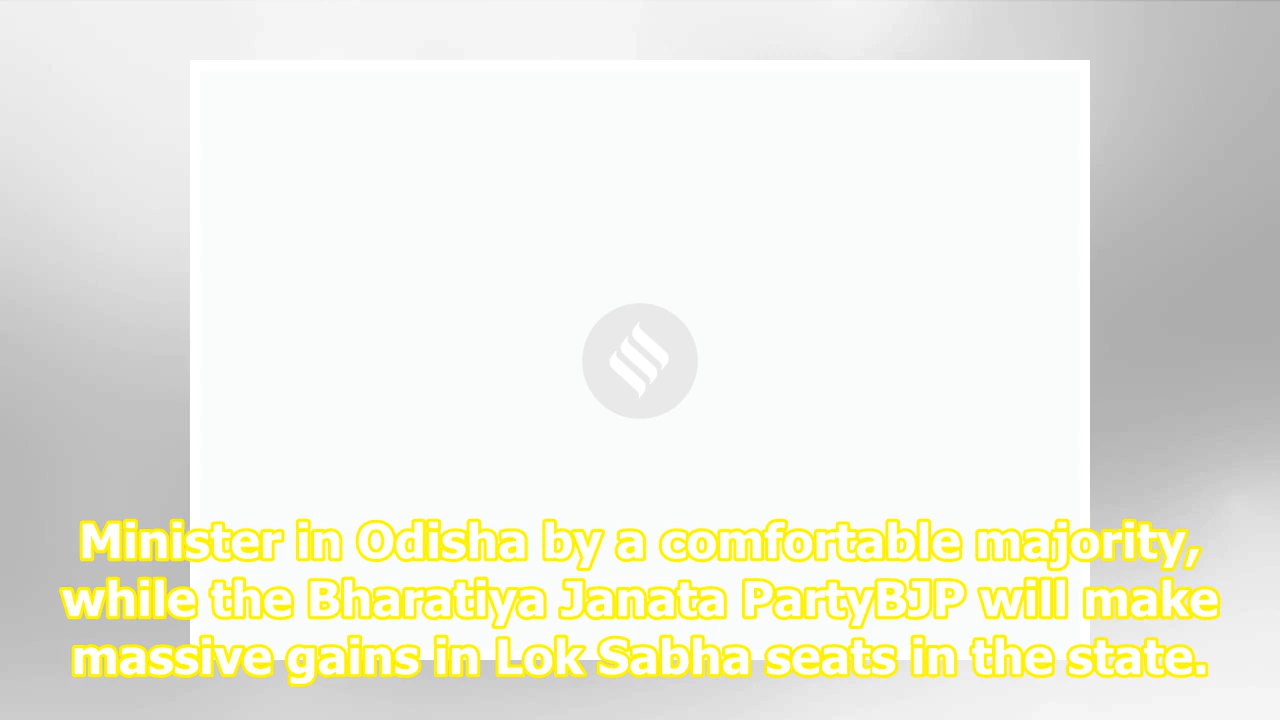 Minister in Odisha by a comfortable majority,
while the Bharatiya Janata PartyBJP will make
massive gains in Lok Sabha seats in the state.